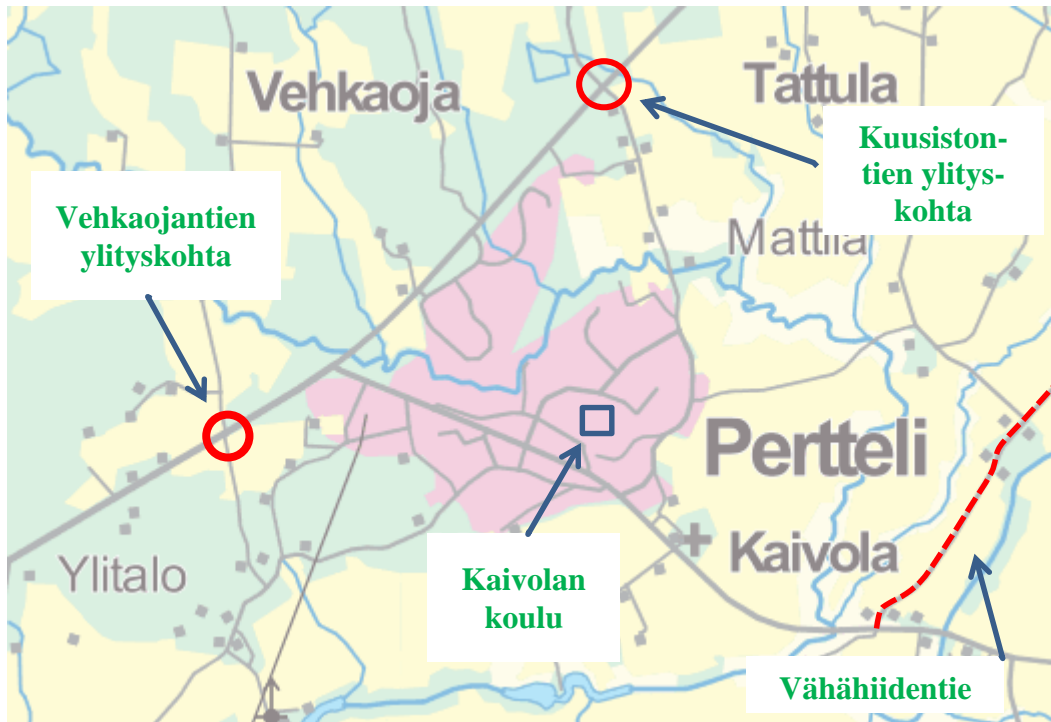 Vehkaoja
Tattula
Kuusiston-
tien ylitys-
kohta
Vehkaojantien
ylityskohta
Mattila
Pertteli
Kaivola
Ylitalo
Kaivolan
koulu
Vähähiidentie